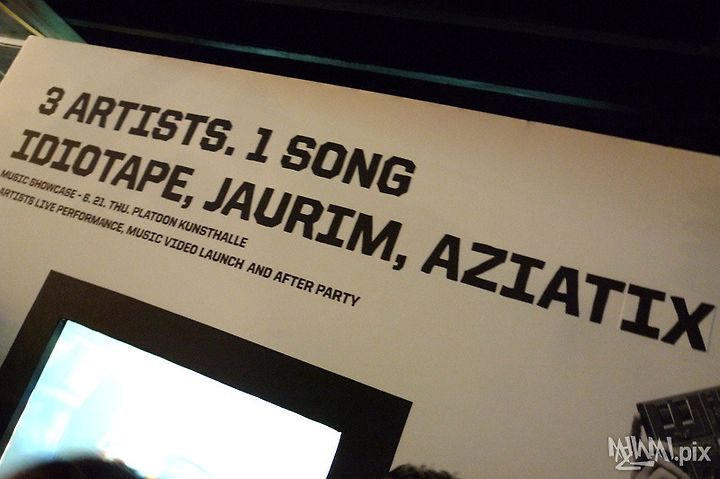 3 ARTISTS. 1 SONG
IDIOTAPE, JAURIM, AZIATIX
MUSIC SHOWCASE - 6. 21. THU. PLATOON KUNSTHALLE
ARTISTS LIVE PERFORMANCE, MUSIC VIDEO LAUNCH AND AFTER PARTY
.pix